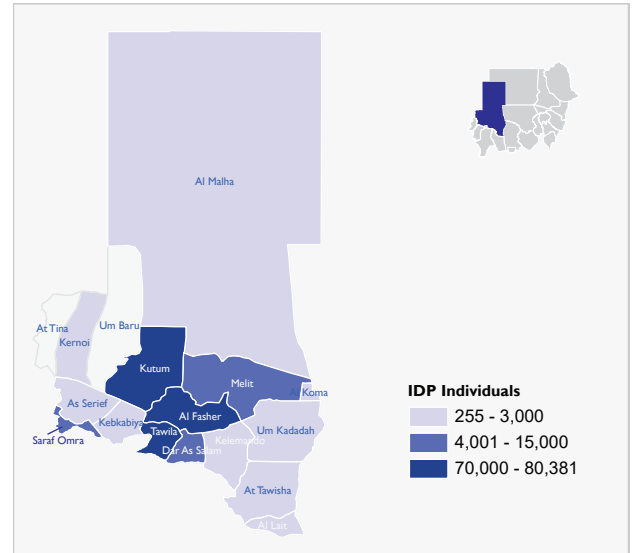 Al Malha
At Tina
Um Baru
Kernoi
Kutum
Melit
Al Koma
As Serief
Al Fasher
Kebkabiya
Um Kadadah
Saraf Omra
Tawila
Kelemando
Dar As Salam
At Tawisha
Al Lait
IDP Individuals
255 - 3,000
4,001 - 15,000
70,000 - 80,381